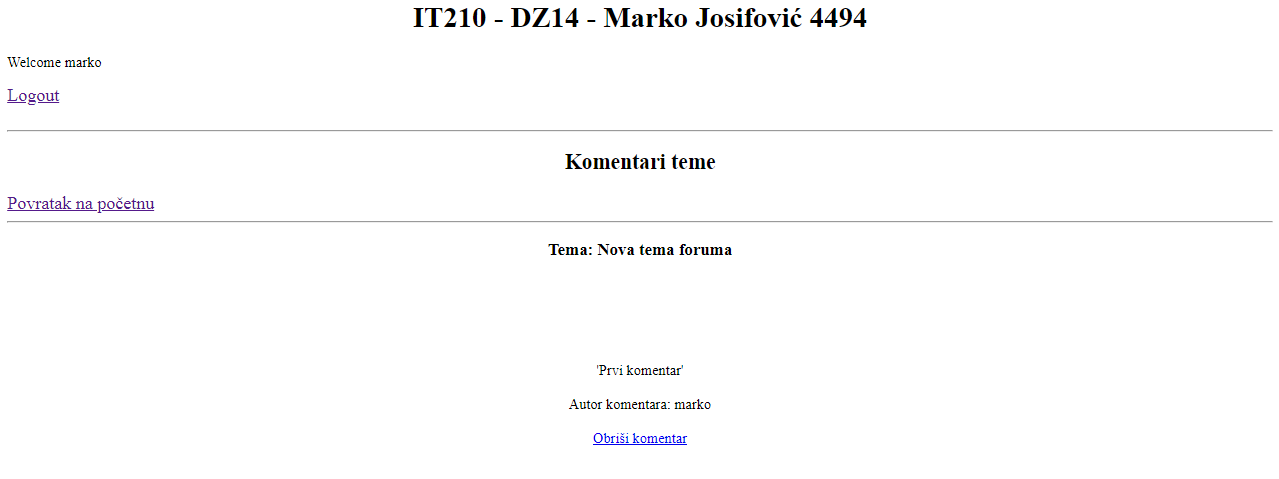 IT210 - DZ14 - Marko Josifović 4494
Welcome marko
Logout
Komentari teme
Povratak na početnu
Tema: Nova tema foruma
'Prvi komentar'
Autor komentara: marko
Obriši komentar